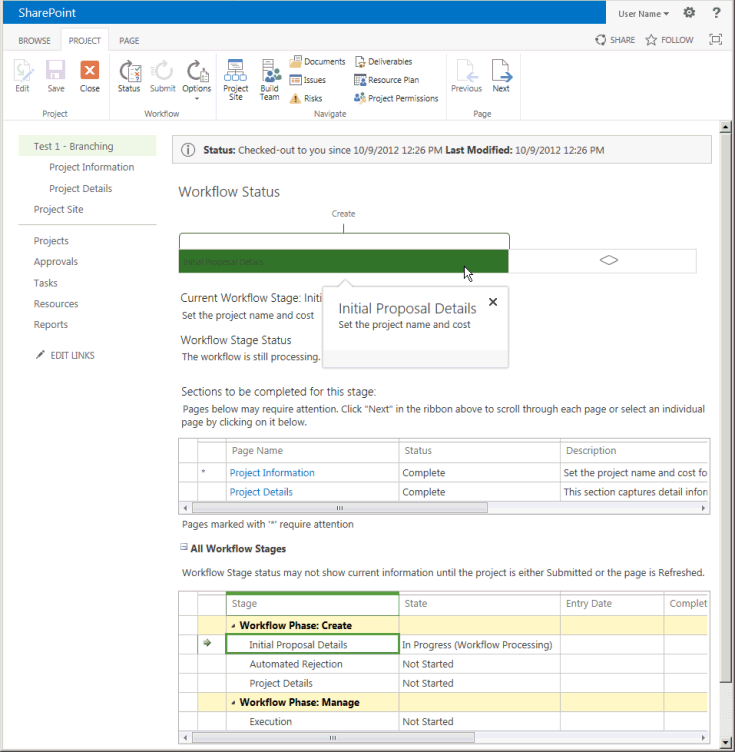 SharePoint
User Name
?
BROWSE PROJECT PAGE
SHARE FOLLOW
Edit Save Close Status Submit Options Project Site Build Team Documents Issues Risks Deliverables Resource Plan Project Permissions Previous Next
Project Workflow Navigate Page
Test 1 - Branching
Project Information
Project Details
Project Site
Projects
Approvals
Tasks
Resources
Reports
EDIT LINKS
Status: Checked-out to you since 10/9/2012 12:26 PM Last Modified: 10/9/2012 12:26 PM
Workflow Status
Create
Initial Proposal Details
Current Workflow Stage: Initi
Set the project name and cost
Initial Proposal Details
Set the project name and cost
Workflow Stage Status
The workflow is still processing.
Sections to be completed for this stage:
Pages below may require attention. Click "Next" in the ribbon above to scroll through each page or select an individual
page by clicking on it below.
Page Name Status Description
* Project Information Complete Set the project name and cost fo
Project Details Complete This section captures detail infor
Pages marked with '*' require attention
All Workflow Stages
Workflow Stage status may not show current information until the project is either Submitted or the page is Refreshed.
Stage State Entry Date Complet
Workflow Phase: Create
Initial Proposal Details In Progress (Workflow Processing)
Automated Rejection Not Started
Project Details Not Started
Workflow Phase: Manage
Execution Not Started